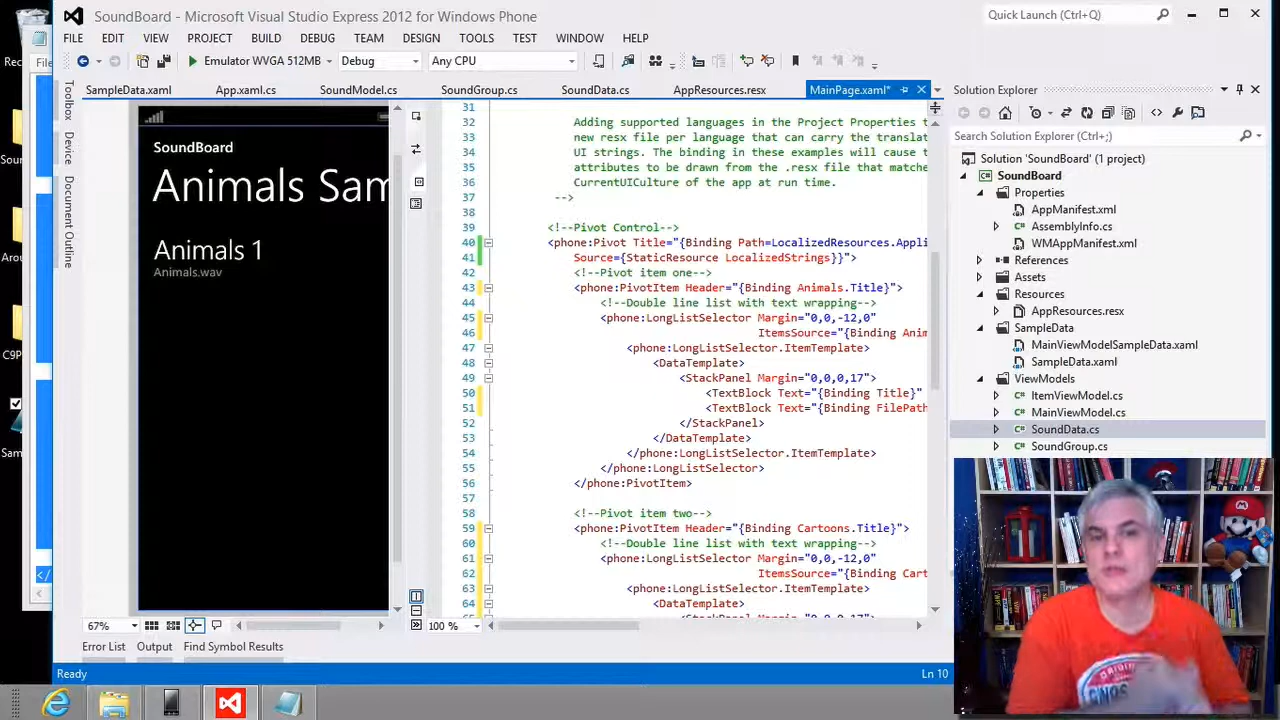 SoundBoard - Microsoft Visual Studio Express 2012 for Windows Phone
Quick Launch (Ctrl+Q)
FILE EDIT VIEW PROJECT BUILD DEBUG TEAM DESIGN TOOLS TEST WINDOW HELP
Emulator WVGA 512MB Debug Any CPU
SampleData.xaml App.xaml.cs SoundModel.cs SoundGroup.cs SoundData.cs AppResources.resx MainPage.xaml*
Toolbox
Device
Document Outline
SoundBoard
Animals Sam
Animals 1
Animals.wav
67%
31
32 Adding supported languages in the Project Properties t
33 new resx file per language that can carry the translat
34 UI strings. The binding in these examples will cause t
35 attributes to be drawn from the .resx file that matche
36 CurrentUICulture of the app at run time.
37 -->
38
39 <!--Pivot Control-->
40 <phone:Pivot Title="{Binding Path=LocalizedResources.Appli
41 Source={StaticResource LocalizedStrings}}">
42 <!--Pivot item one-->
43 <phone:PivotItem Header="{Binding Animals.Title}">
44 <!--Double line list with text wrapping-->
45 <phone:LongListSelector Margin="0,0,-12,0"
46 ItemsSource="{Binding Anim
47 <phone:LongListSelector.ItemTemplate>
48 <DataTemplate>
49 <StackPanel Margin="0,0,0,17">
50 <TextBlock Text="{Binding Title}"
51 <TextBlock Text="{Binding FilePath
52 </StackPanel>
53 </DataTemplate>
54 </phone:LongListSelector.ItemTemplate>
55 </phone:LongListSelector>
56 </phone:PivotItem>
57
58 <!--Pivot item two-->
59 <phone:PivotItem Header="{Binding Cartoons.Title}">
60 <!--Double line list with text wrapping-->
61 <phone:LongListSelector Margin="0,0,-12,0"
62 ItemsSource="{Binding Cart
63 <phone:LongListSelector.ItemTemplate>
64 <DataTemplate>
100 %
Solution Explorer
Search Solution Explorer (Ctrl+;)
Solution 'SoundBoard' (1 project)
SoundBoard
Properties
AppManifest.xml
AssemblyInfo.cs
WMAppManifest.xml
References
Assets
Resources
AppResources.resx
SampleData
MainViewModelSampleData.xaml
SampleData.xaml
ViewModels
ItemViewModel.cs
MainViewModel.cs
SoundData.cs
SoundGroup.cs
Error List Output Find Symbol Results
Ready
Ln 10
Rec
File
Sour
Arou
C9P
Sam
</